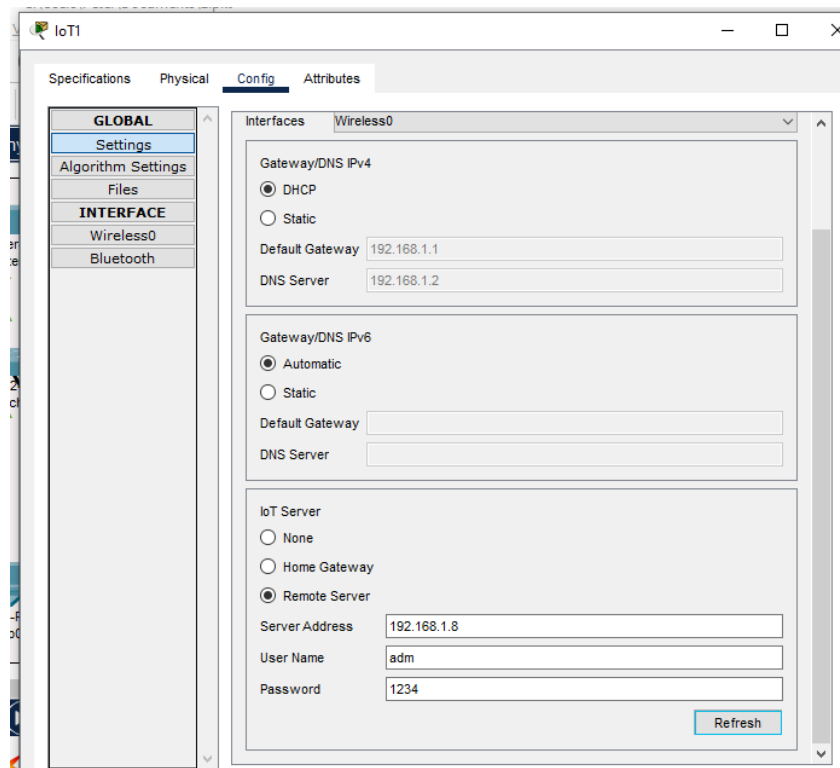 IoT1
Specifications Physical Config Attributes
GLOBAL
Settings
Algorithm Settings
Files
INTERFACE
Wireless0
Bluetooth
Interfaces Wireless0
Gateway/DNS IPv4
DHCP
Static
Default Gateway 192.168.1.1
DNS Server 192.168.1.2
Gateway/DNS IPv6
Automatic
Static
Default Gateway
DNS Server
IoT Server
None
Home Gateway
Remote Server
Server Address 192.168.1.8
User Name adm
Password 1234
Refresh